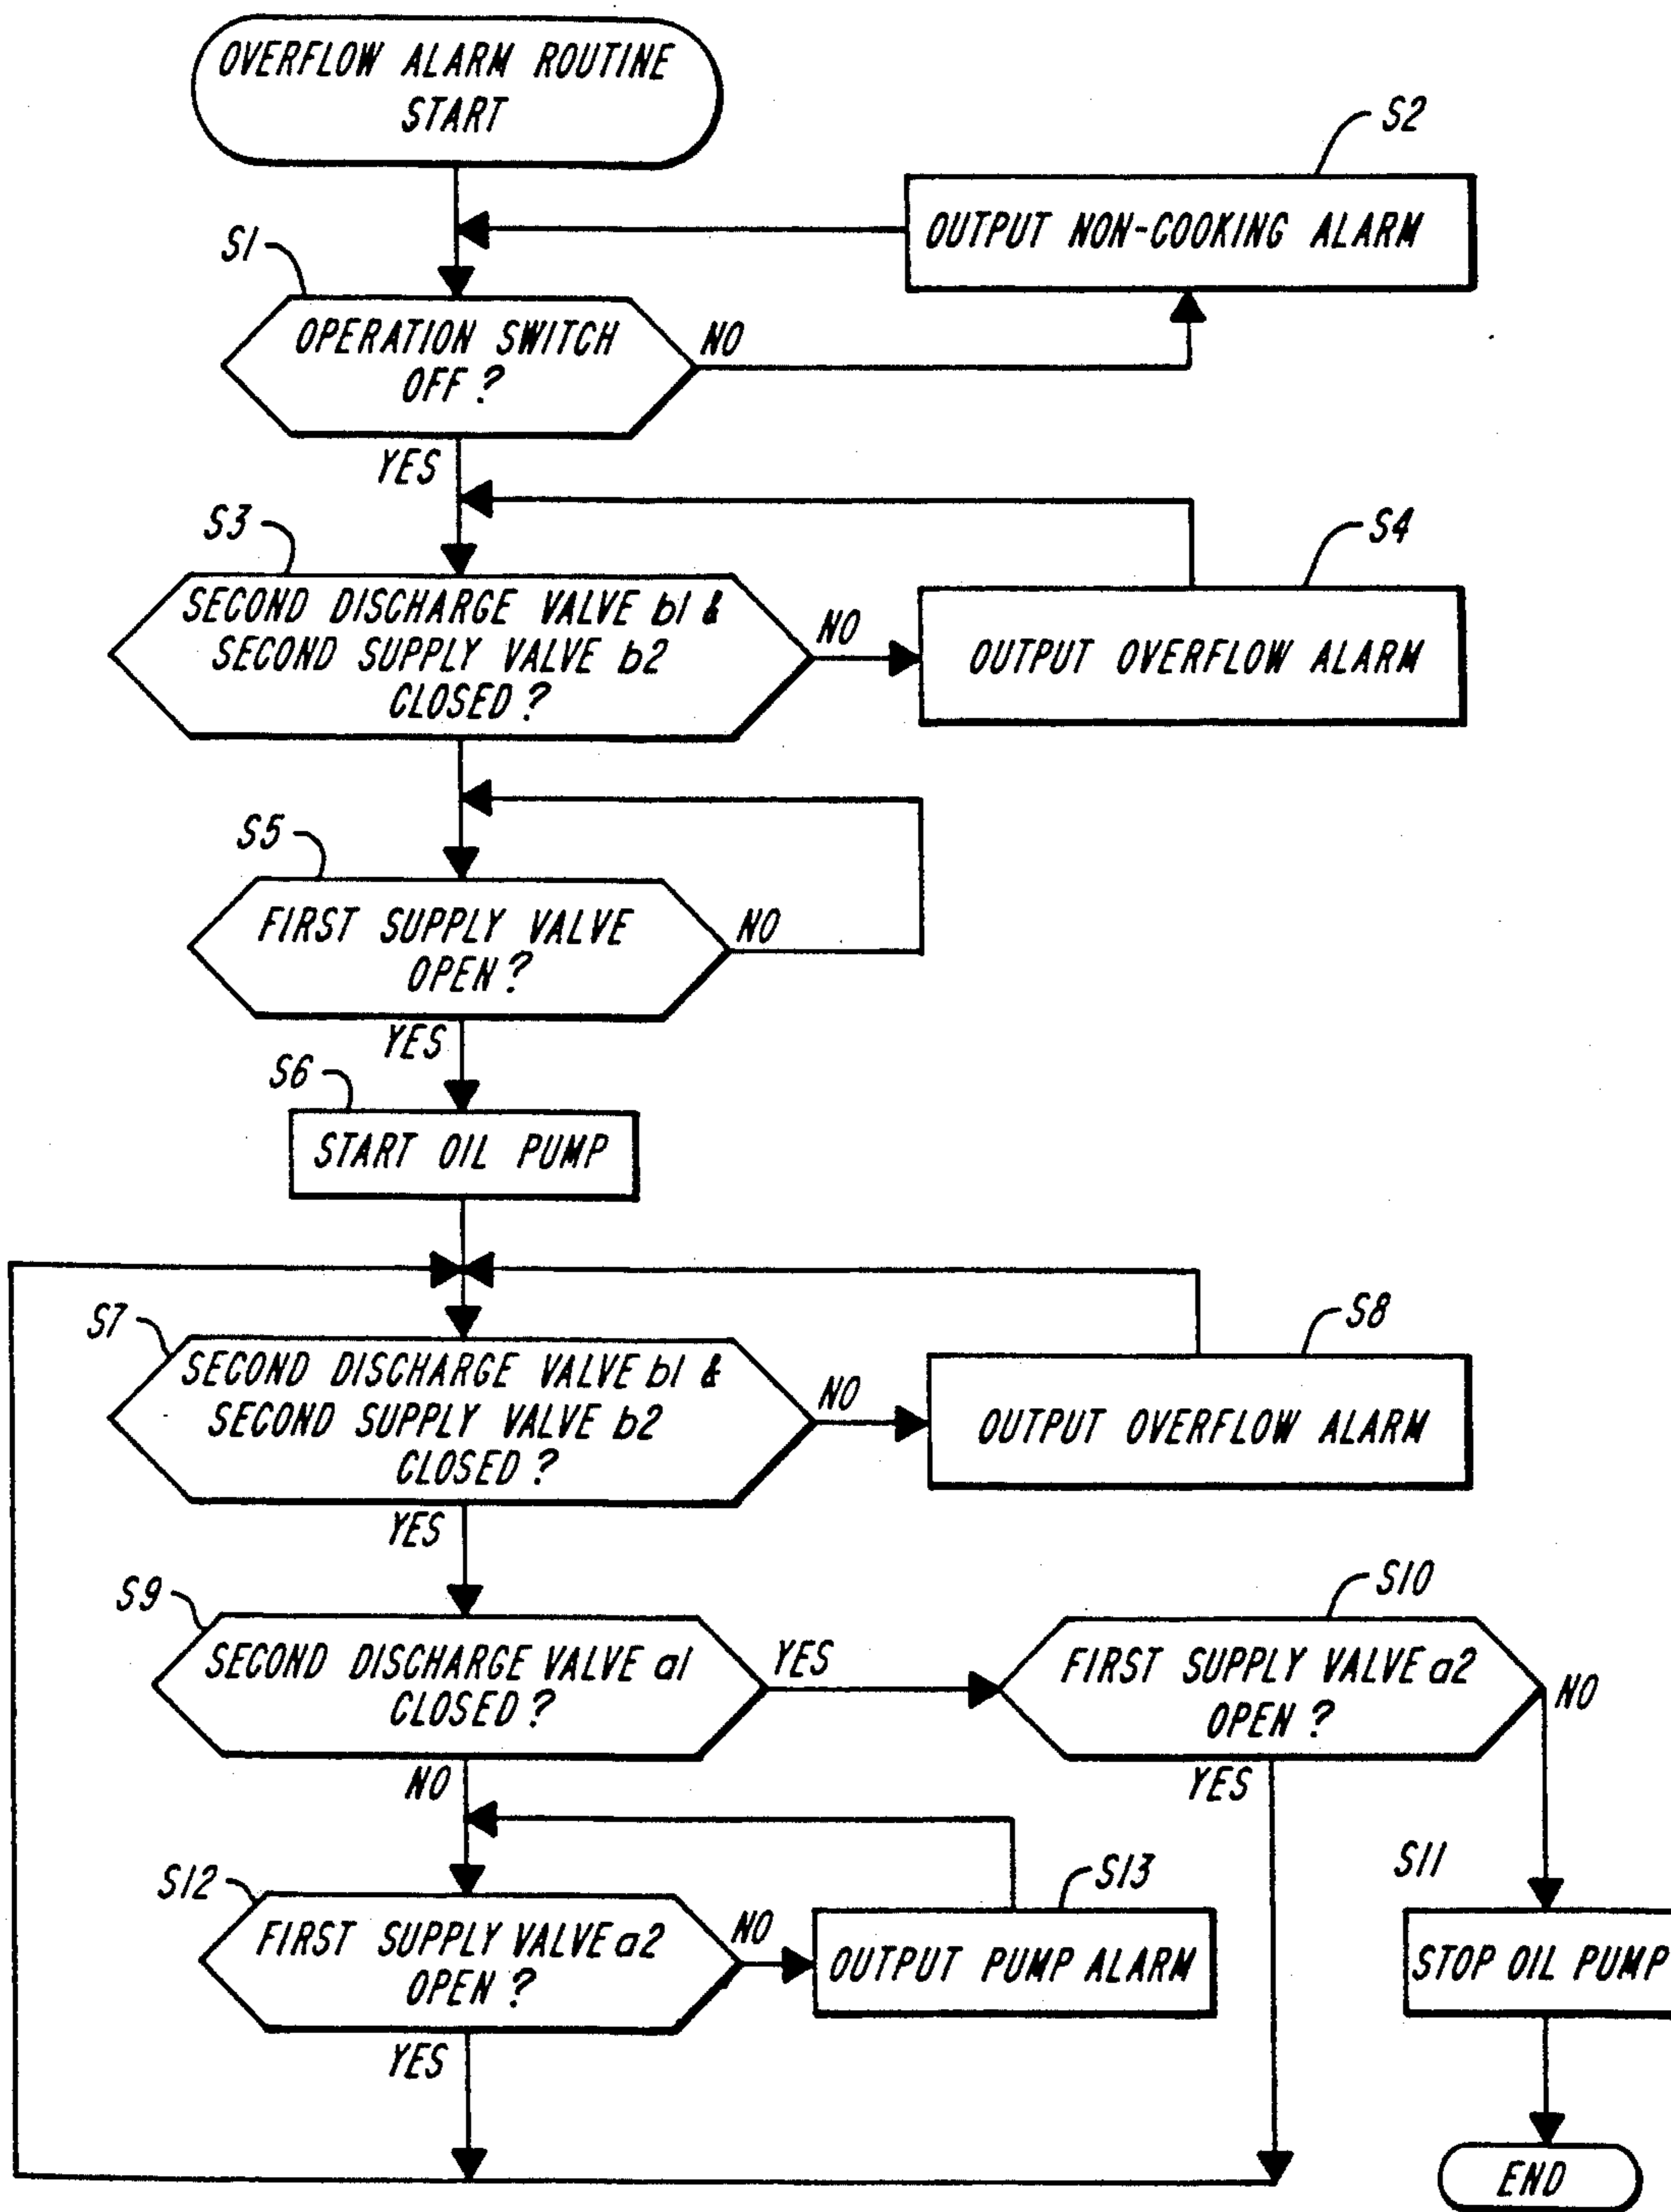 OVERFLOW ALARM ROUTINE
START
S2
OUTPUT NON-COOKING ALARM
S1
OPERATION SWITCH
OFF ?
NO
YES
S3
SECOND DISCHARGE VALVE b1 &
SECOND SUPPLY VALVE b2
CLOSED ?
NO
S4
OUTPUT OVERFLOW ALARM
S5
FIRST SUPPLY VALVE
OPEN ?
NO
YES
S6
START OIL PUMP
S7
SECOND DISCHARGE VALVE b1 &
SECOND SUPPLY VALVE b2
CLOSED ?
NO
S8
OUTPUT OVERFLOW ALARM
YES
S9
SECOND DISCHARGE VALVE a1
CLOSED ?
YES
S10
FIRST SUPPLY VALVE a2
OPEN ?
NO
NO
YES
S12
FIRST SUPPLY VALVE a2
OPEN ?
NO
S13
OUTPUT PUMP ALARM
S11
STOP OIL PUMP
YES
END